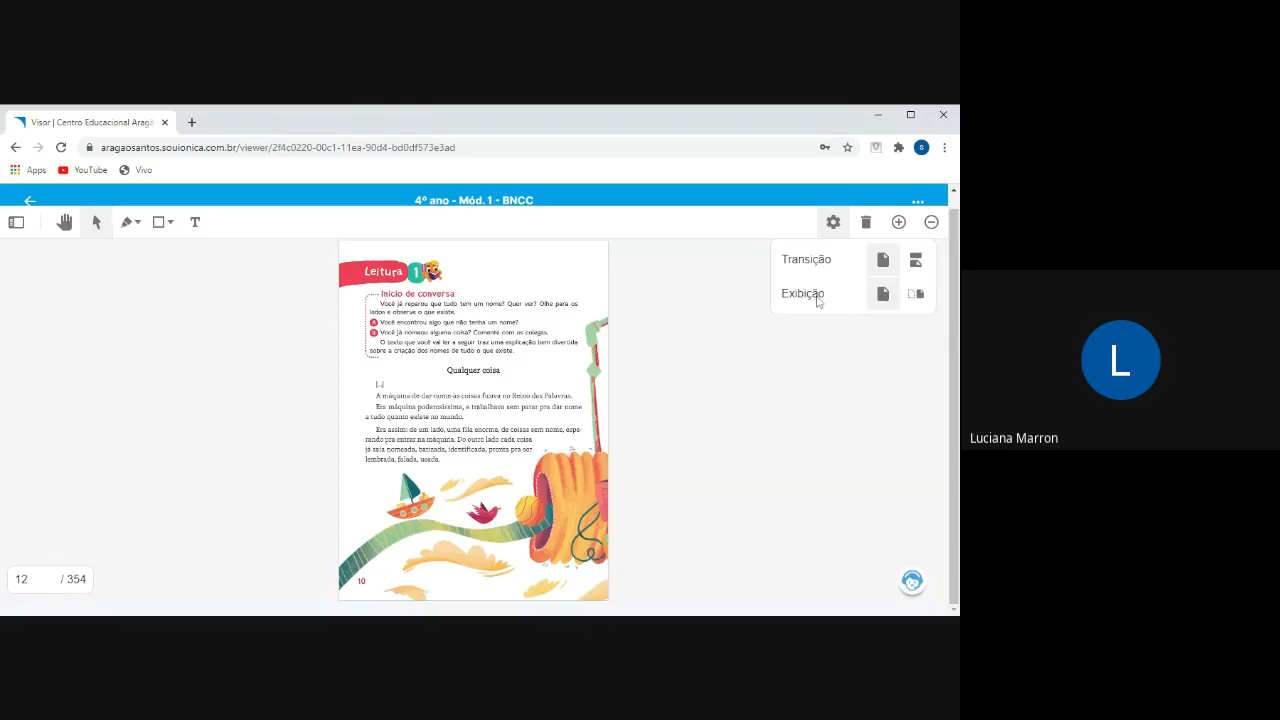 Visor | Centro Educacional Aragã
aragaosantos.souionica.com.br/viewer/2f4c0220-00c1-11ea-90d4-bd0df573e3ad
Apps YouTube Vivo
4º ano - Mód. 1 - BNCC
T
Transição
Exibição
Leitura 1
Início de conversa
Você já reparou que tudo tem um nome? Quer ver? Olhe para os
lados e observe o que existe.
A Você encontrou algo que não tenha um nome?
B Você já nomeou alguma coisa? Comente com os colegas.
O texto que você vai ler a seguir traz uma explicação bem divertida
sobre a criação dos nomes de tudo o que existe.
Qualquer coisa
[...]
A máquina-de-dar-nome-às-coisas ficava no Reino das Palavras.
Era máquina poderosíssima, e trabalhava sem parar pra dar nome
a tudo quanto existe no mundo.
Era assim: de um lado, uma fila enorme, de coisas sem nome, espe-
rando pra entrar na máquina. Do outro lado cada coisa
já saía nomeada, batizada, identificada, pronta pra ser
lembrada, falada, usada.
10
12 / 354
S
L
Luciana Marron